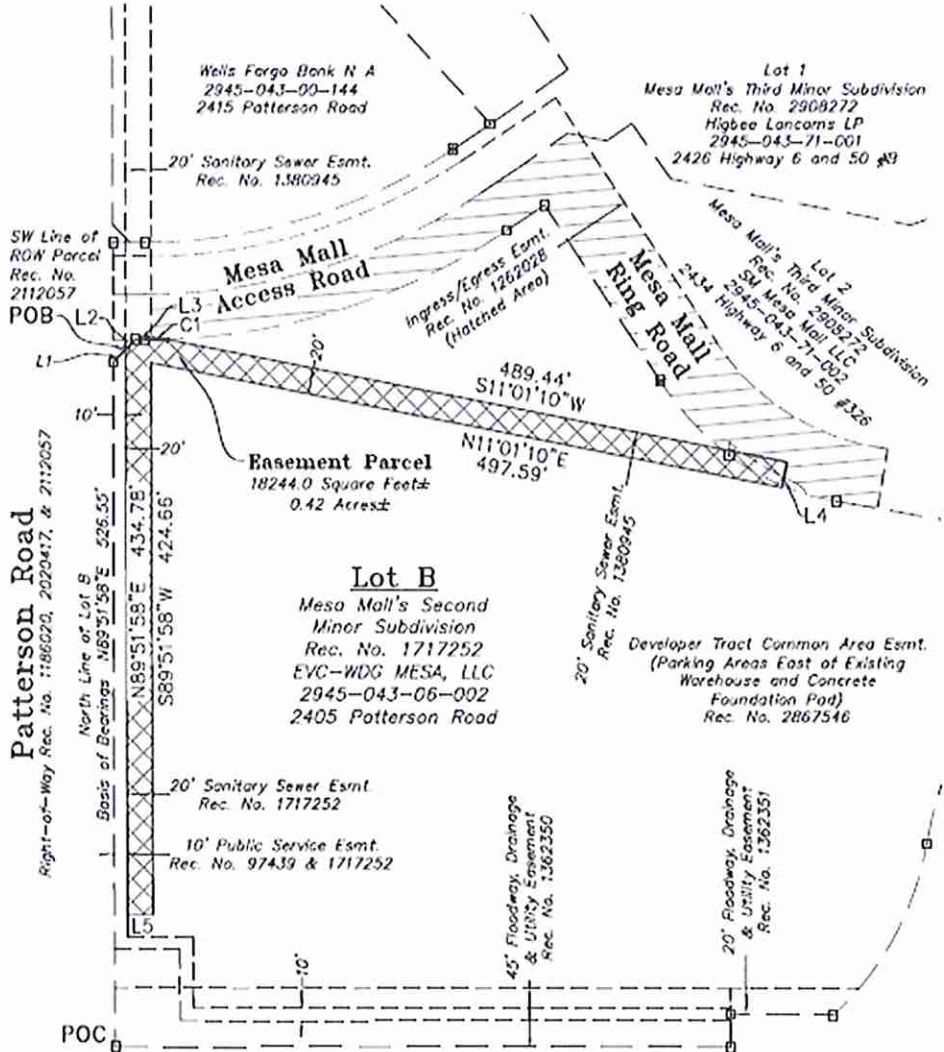 Wells Fargo Bank N A
2945-043-00-144
2415 Patterson Road
Lot 1
Mesa Mall's Third Minor Subdivision
Rec. No. 2908272
Higbee Lancoms LP
2945-043-71-001
2426 Highway 6 and 50
20' Sanitary Sewer Esmt.
Rec. No. 1380945
SW Line of
ROW Parcel
Rec. No.
2112057
Mesa Mall
Access Road
Ingress/Egress Esmt.
Rec. No. 1262028
(Hatched Area)
Mesa Mall
Ring Road
Lot 2
Mesa Mall's Third Minor Subdivision
Rec. No. 2908272
SM Mesa Mall LLC
2945-043-71-002
2434 Highway 6 and 50 #326
L2
L3
POB
C1
L1
20'
489.44'
S11°01'10"W
N11°01'10"E
497.59'
10'
20'
Easement Parcel
18244.0 Square Feet±
0.42 Acres±
L4
20' Sanitary Sewer Esmt.
Rec. No. 1380945
Patterson Road
Right-of-Way Rec. No. 1186020, 2020417, & 2112057
North Line of Lot B
Basis of Bearings N89°51'58"E 526.55'
N89°51'58"E 434.78'
S89°51'58"W 424.66'
Lot B
Mesa Mall's Second
Minor Subdivision
Rec. No. 1717252
EVC-WDG MESA, LLC
2945-043-06-002
2405 Patterson Road
Developer Tract Common Area Esmt.
(Parking Areas East of Existing
Warehouse and Concrete
Foundation Pad)
Rec. No. 2867546
20' Sanitary Sewer Esmt.
Rec. No. 1717252
10' Public Service Esmt.
Rec. No. 97439 & 1717252
L5
10'
45' Floodway, Drainage
& Utility Easement
Rec. No. 1362350
20' Floodway, Drainage
& Utility Easement
Rec. No. 1362351
POC